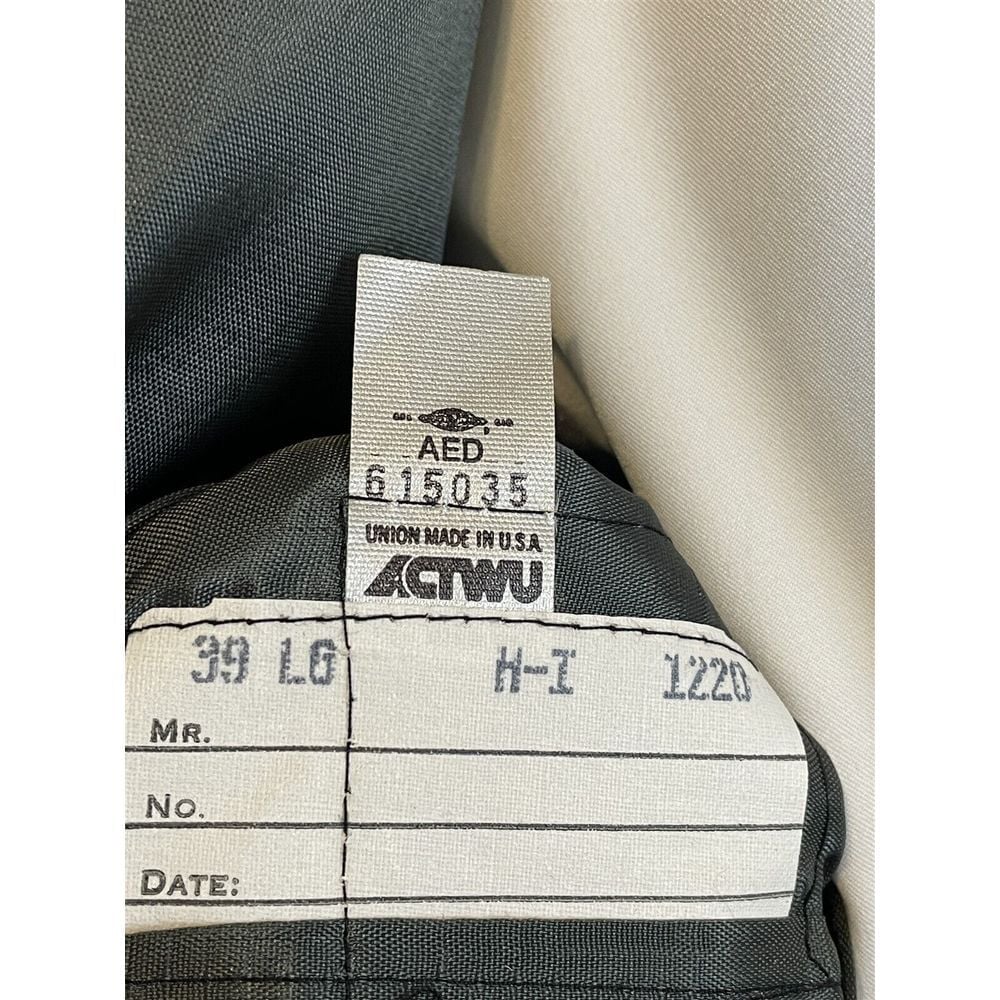 AED
615035
UNION MADE IN U.S.A
ACTWU
39 LG H-I 1220
MR.
NO.
DATE: